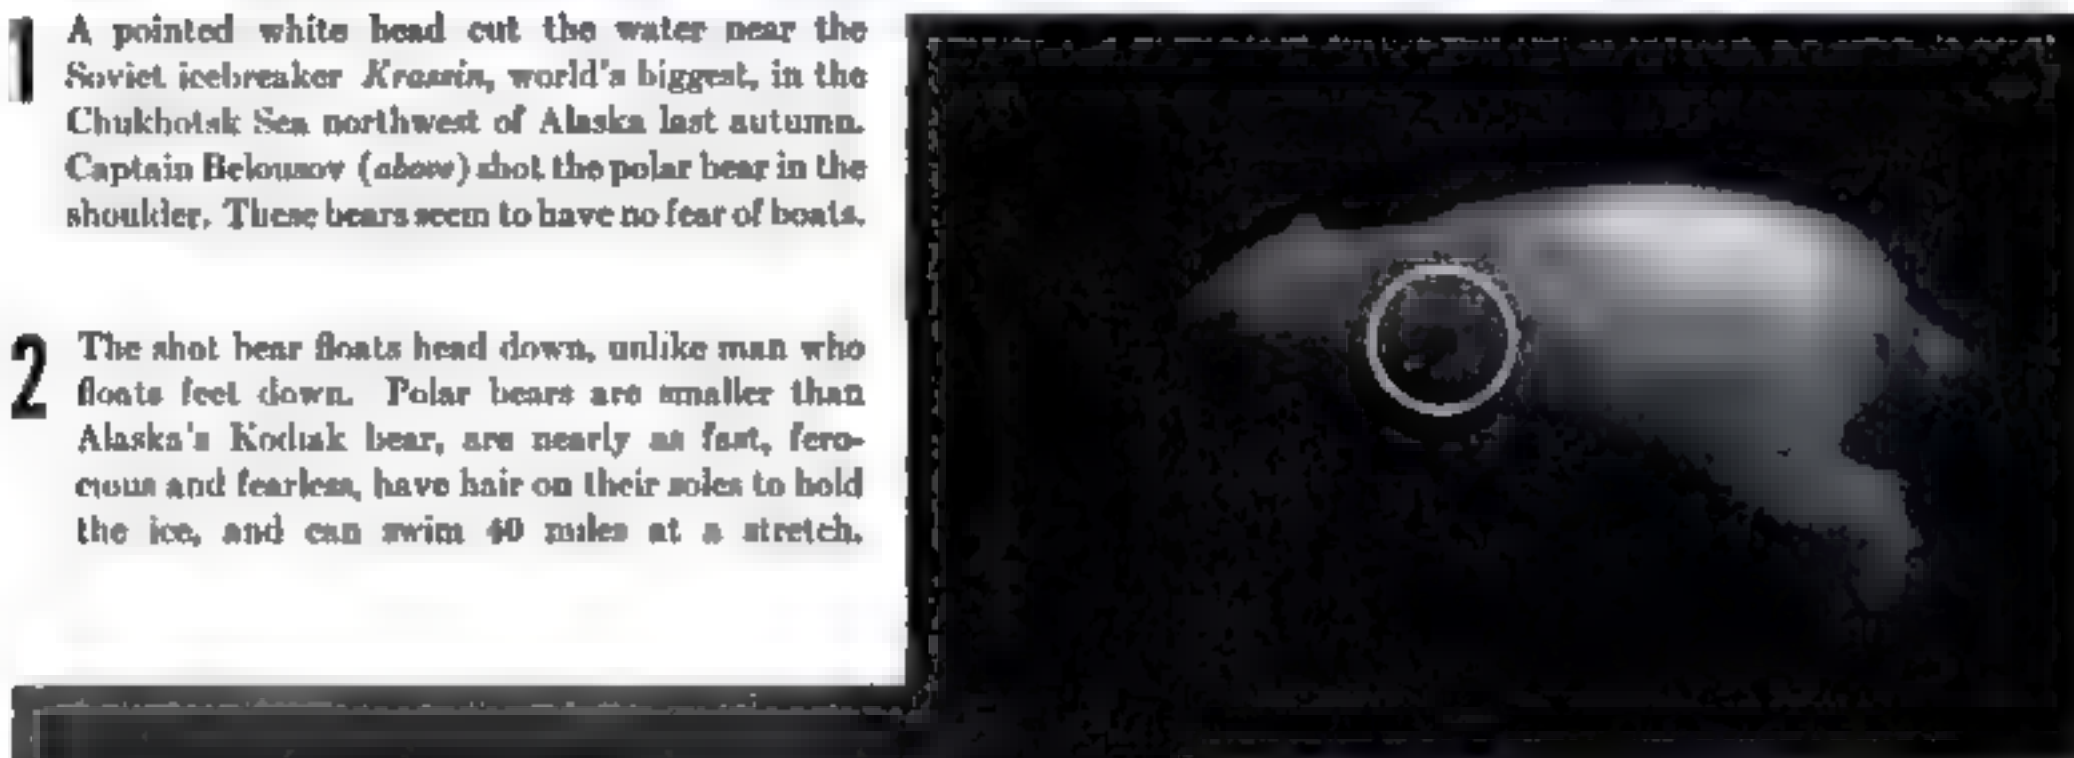 1
A pointed white head cut the water near the
Soviet icebreaker Krassin, world's biggest, in the
Chukhotsk Sea northwest of Alaska last autumn.
Captain Belousov (above) shot the polar bear in the
shoulder. These bears seem to have no fear of boats.
2
The shot bear floats head down, unlike man who
floats feet down. Polar bears are smaller than
Alaska's Kodiak bear, are nearly as fast, fero-
cious and fearless, have hair on their soles to hold
the ice, and can swim 40 miles at a stretch.